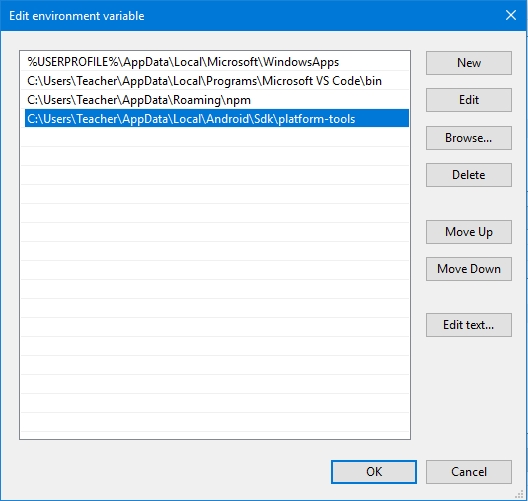 Edit environment variable
%USERPROFILE%\AppData\Local\Microsoft\WindowsApps
C:\Users\Teacher\AppData\Local\Programs\Microsoft VS Code\bin
C:\Users\Teacher\AppData\Roaming\npm
C:\Users\Teacher\AppData\Local\Android\Sdk\platform-tools
New
Edit
Browse...
Delete
Move Up
Move Down
Edit text...
OK
Cancel